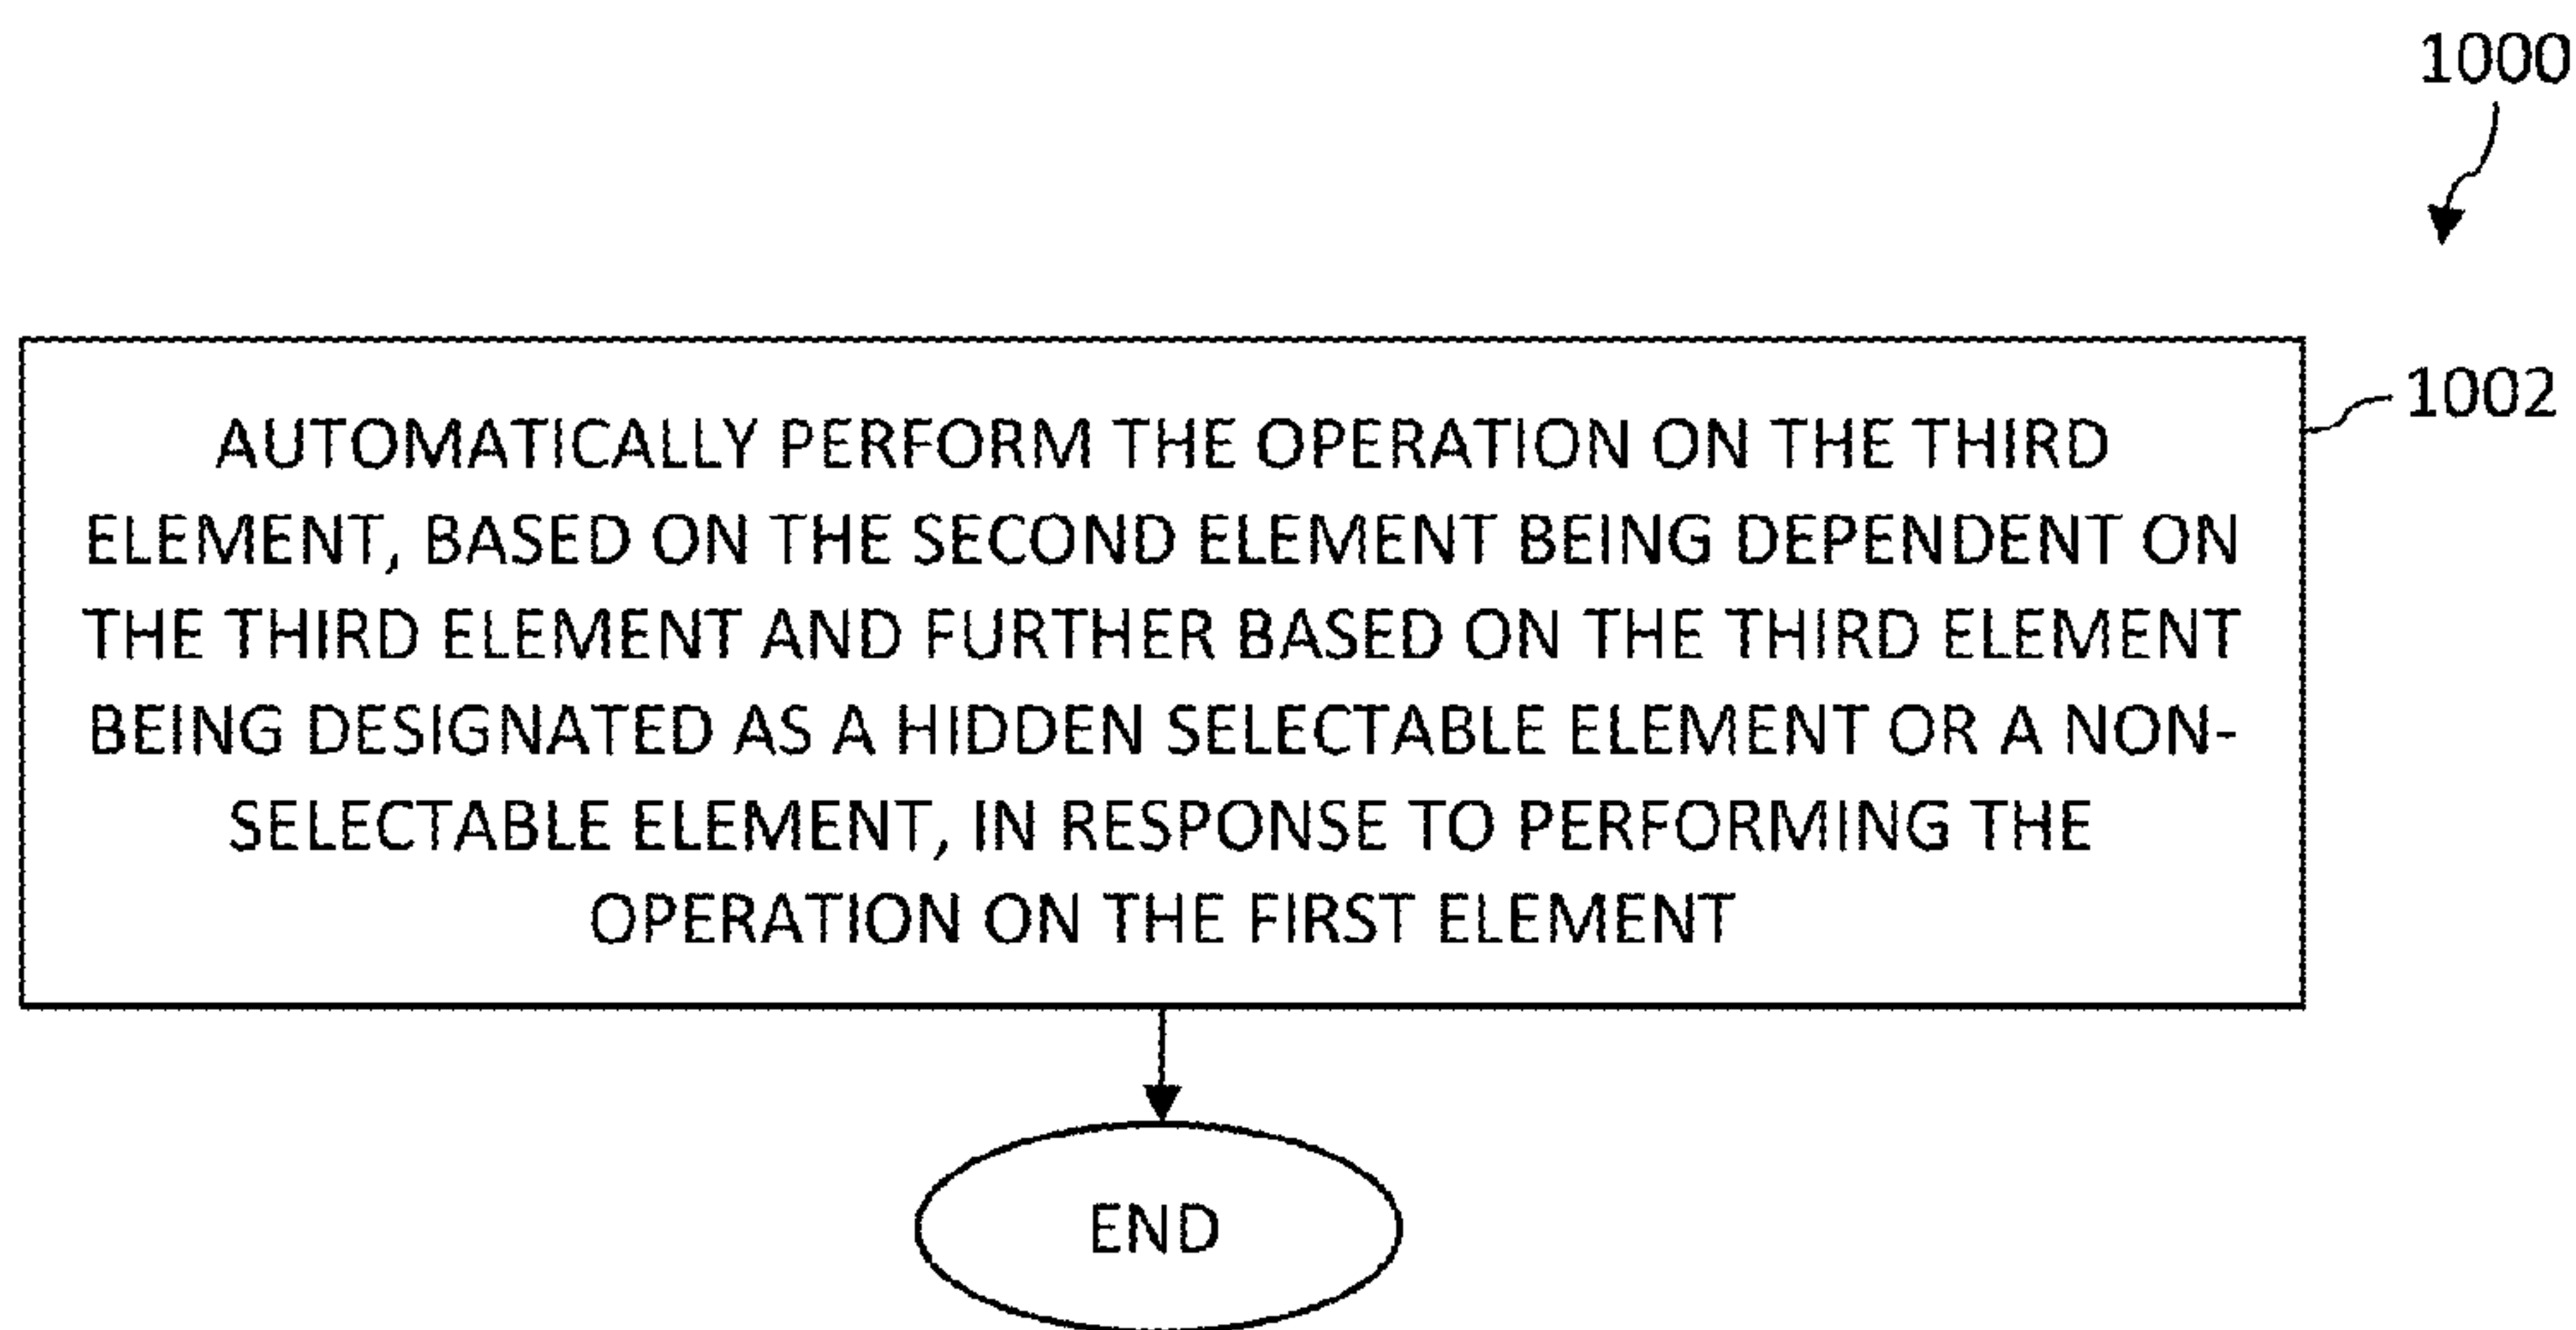 1000
1002
AUTOMATICALLY PERFORM THE OPERATION ON THE THIRD
ELEMENT, BASED ON THE SECOND ELEMENT BEING DEPENDENT ON
THE THIRD ELEMENT AND FURTHER BASED ON THE THIRD ELEMENT
BEING DESIGNATED AS A HIDDEN SELECTABLE ELEMENT OR A NON-
SELECTABLE ELEMENT, IN RESPONSE TO PERFORMING THE
OPERATION ON THE FIRST ELEMENT
END